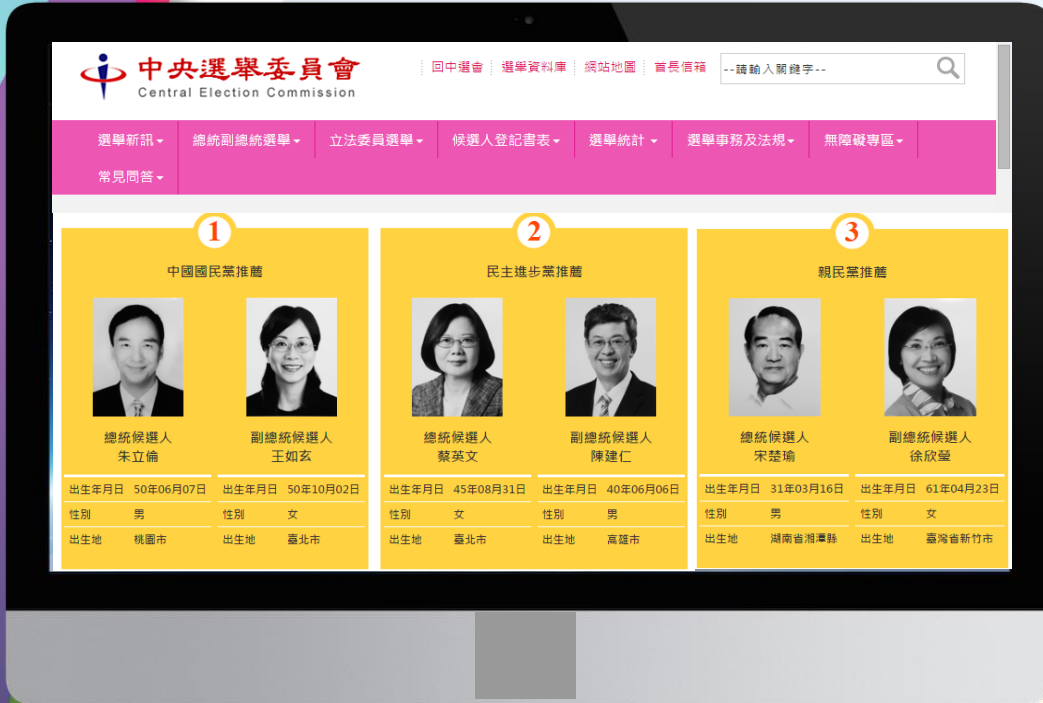 中央選舉委員會
Central Election Commission
回中選會 選舉資料庫 網站地圖 首長信箱 --請輸入關鍵字--
選舉新訊 總統副總統選舉 立法委員選舉 候選人登記書表 選舉統計 選舉事務及法規 無障礙專區
常見問答
1 2 3
中國國民黨推薦 民主進步黨推薦 親民黨推薦
總統候選人 副總統候選人 總統候選人 副總統候選人 總統候選人 副總統候選人
朱立倫 王如玄 蔡英文 陳建仁 宋楚瑜 徐欣瑩
出生年月日 50年06月07日 出生年月日 50年10月02日 出生年月日 45年08月31日 出生年月日 40年06月06日 出生年月日 31年03月16日 出生年月日 61年04月23日
性別 男 性別 女 性別 女 性別 男 性別 男 性別 女
出生地 桃園市 出生地 臺北市 出生地 臺北市 出生地 高雄市 出生地 湖南省湘潭縣 出生地 臺灣省新竹市